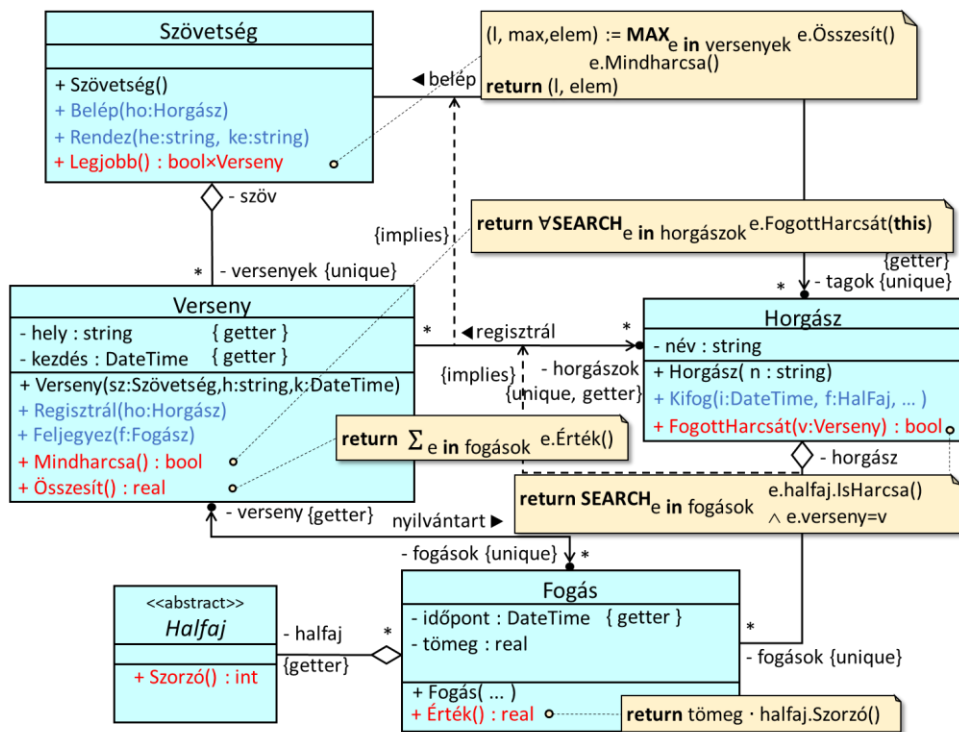 Szövetség
+ Szövetség()
+ Belép(ho:Horgász)
+ Rendez(he:string, ke:string)
+ Legjobb() : bool×Verseny
(l, max,elem) := MAX e in versenyek e.Összesít()
e.Mindharcsa()
return (l, elem)
◄ belép
- szöv
{implies}
return ∀SEARCH e in horgászok e.FogottHarcsát(this)
{getter}
* - tagok {unique}
* - versenyek {unique}
Verseny
- hely : string { getter }
- kezdés : DateTime { getter }
+ Verseny(sz:Szövetség,h:string,k:DateTime)
+ Regisztrál(ho:Horgász)
+ Feljegyez(f:Fogász)
+ Mindharcsa() : bool
+ Összesít() : real
* ◄regisztrál *
{implies}
- horgászok
{unique, getter}
Horgász
- név : string
+ Horgász( n : string)
+ Kifog(i:DateTime, f:HalFaj, ... )
+ FogottHarcsát(v:Verseny) : bool
return ∑ e in fogások e.Érték()
- horgász
return SEARCH e in fogások e.halfaj.IsHarcsa()
∧ e.verseny=v
- verseny {getter}
nyilvántart ►
- fogások {unique} *
<<abstract>>
Halfaj
+ Szorzó() : int
- halfaj *
{getter}
Fogás
- időpont : DateTime { getter }
- tömeg : real
+ Fogás( ... )
+ Érték() : real
*
- fogások {unique}
return tömeg · halfaj.Szorzó()